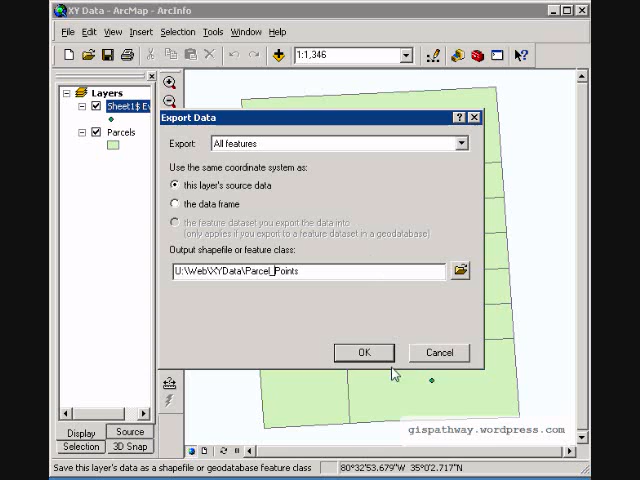 XY Data - ArcMap - ArcInfo
File Edit View Insert Selection Tools Window Help
1:1,346
Layers
Sheet1$ Ev
Parcels
Export Data
Export: All features
Use the same coordinate system as:
this layer's source data
the data frame
the feature dataset you export the data into
(only applies if you export to a feature dataset in a geodatabase)
Output shapefile or feature class:
U:\Web\XYData\Parcel_Points
OK Cancel
Display Source
Selection 3D Snap
gispathway.wordpress.com
Save this layer's data as a shapefile or geodatabase feature class 80°32'53.679"W 35°0'2.717"N